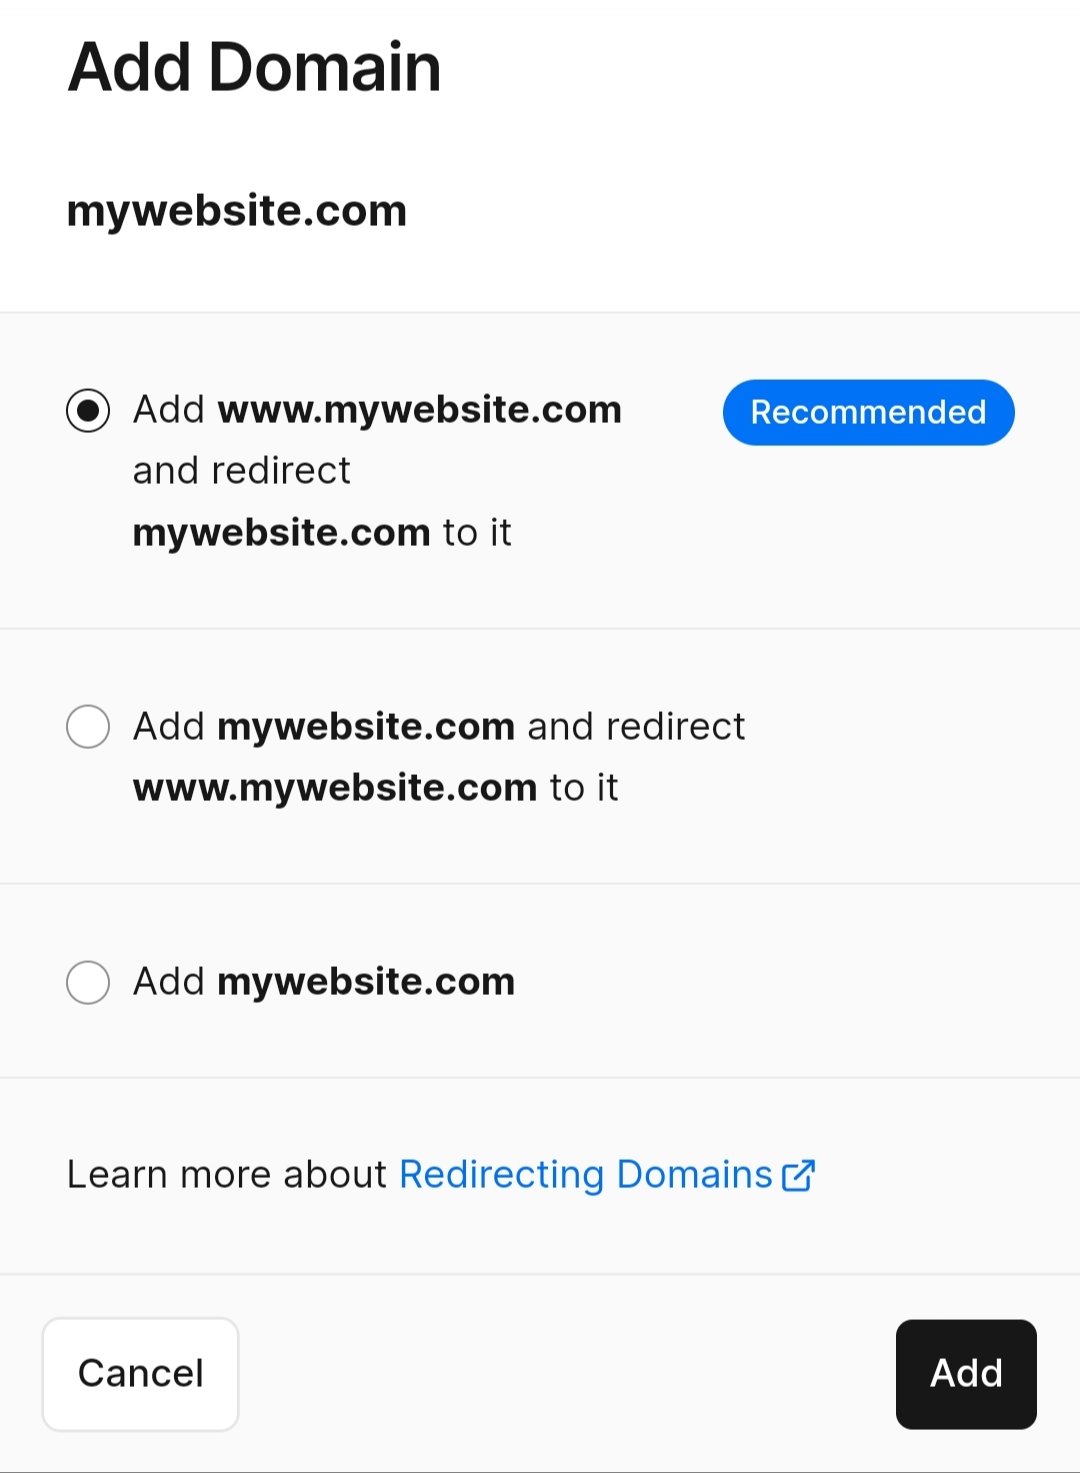 Add Domain
mywebsite.com
Add www.mywebsite.com
and redirect
mywebsite.com to it
Recommended
Add mywebsite.com and redirect
www.mywebsite.com to it
Add mywebsite.com
Learn more about Redirecting Domains
Cancel
Add